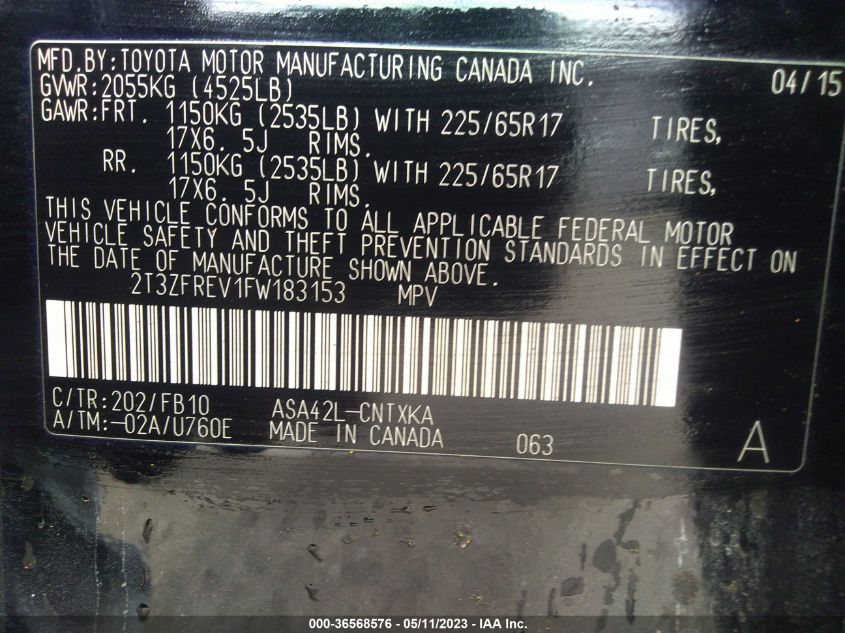 MFD.BY:TOYOTA MOTOR MANUFACTURING CANADA INC. 04/15
GVWR:2055KG (4525LB)
GAWR:FRT. 1150KG (2535LB) WITH 225/65R17 TIRES,
17X6. 5J RIMS.
RR. 1150KG (2535LB) WITH 225/65R17 TIRES,
17X6. 5J RIMS.
THIS VEHICLE CONFORMS TO ALL APPLICABLE FEDERAL MOTOR
VEHICLE SAFETY AND THEFT PREVENTION STANDARDS IN EFFECT ON
THE DATE OF MANUFACTURE SHOWN ABOVE.
2T3ZFREV1FW183153 MPV
C/TR:202/FB10 ASA42L-CNTXKA
A/TM:-02A/U760E MADE IN CANADA 063 A
000-36568576 - 05/11/2023 - IAA Inc.